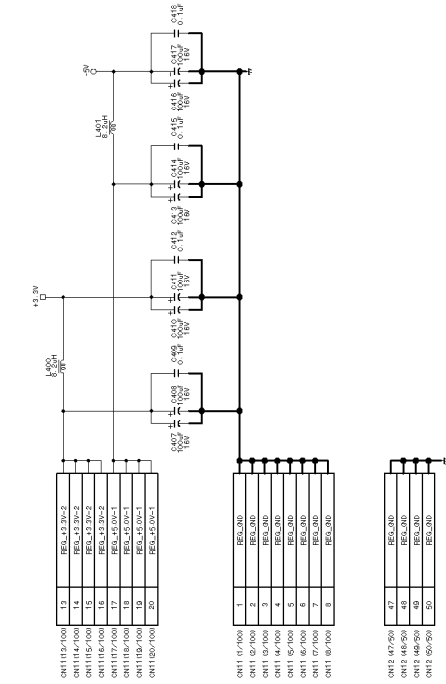 -5V
C418
0.1uF
C417
100uF
16V
C416
100uF
16V
L401
8.2uH
C415
0.1uF
C414
100uF
16V
C413
100uF
16V
+3.3V
C412
0.1uF
C411
100uF
16V
C410
100uF
16V
L400
8.2uH
C409
0.1uF
C408
100uF
16V
C407
100uF
16V
CN11(13/100) 13 REG_+3.3V-2
CN11(14/100) 14 REG_+3.3V-2
CN11(15/100) 15 REG_+3.3V-2
CN11(16/100) 16 REG_+3.3V-2
CN11(17/100) 17 REG_+5.0V-1
CN11(18/100) 18 REG_+5.0V-1
CN11(19/100) 19 REG_+5.0V-1
CN11(20/100) 20 REG_+5.0V-1
CN11 (1/100) 1 REG_GND
CN11 (2/100) 2 REG_GND
CN11 (3/100) 3 REG_GND
CN11 (4/100) 4 REG_GND
CN11 (5/100) 5 REG_GND
CN11 (6/100) 6 REG_GND
CN11 (7/100) 7 REG_GND
CN11 (8/100) 8 REG_GND
CN12 (47/50) 47 REG_GND
CN12 (48/50) 48 REG_GND
CN12 (49/50) 49 REG_GND
CN12 (50/50) 50 REG_GND